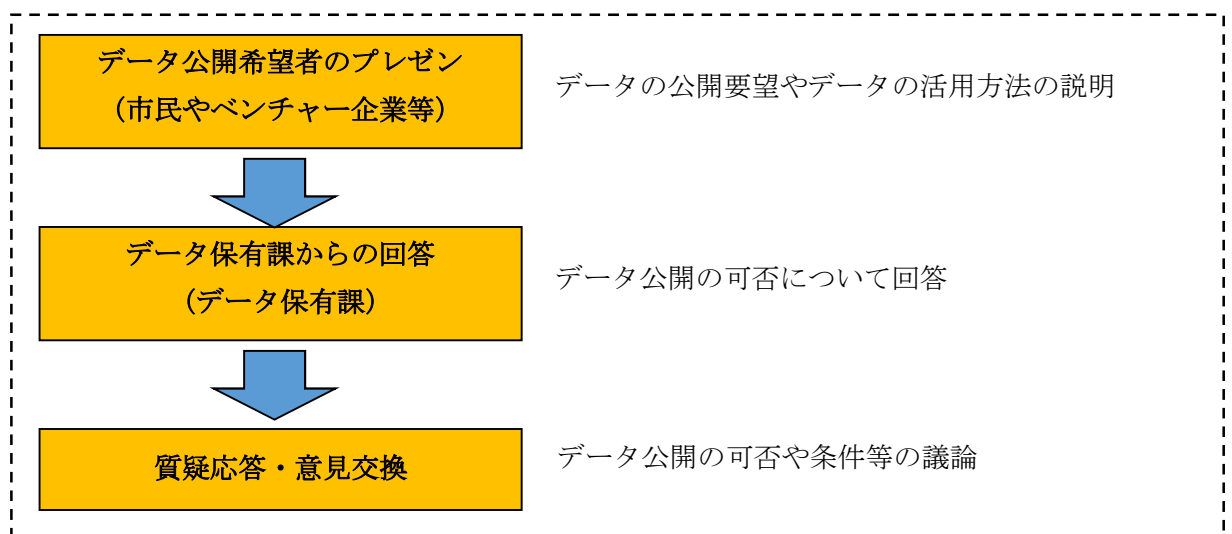 データ公開希望者のプレゼン
（市民やベンチャー企業等）
データの公開要望やデータの活用方法の説明
データ保有課からの回答
（データ保有課）
データ公開の可否について回答
質疑応答・意見交換
データ公開の可否や条件等の議論